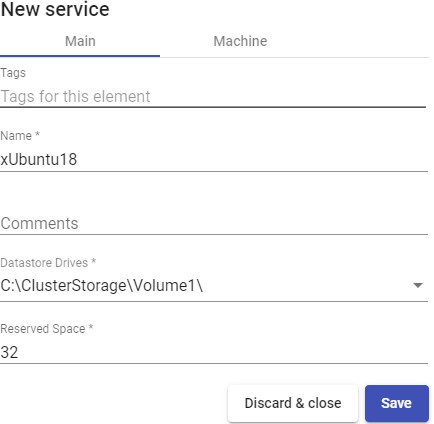 New service
Main Machine
Tags
Tags for this element
Name *
xUbuntu18
Comments
Datastore Drives *
C:\ClusterStorage\Volume1\
Reserved Space *
32
Discard & close Save